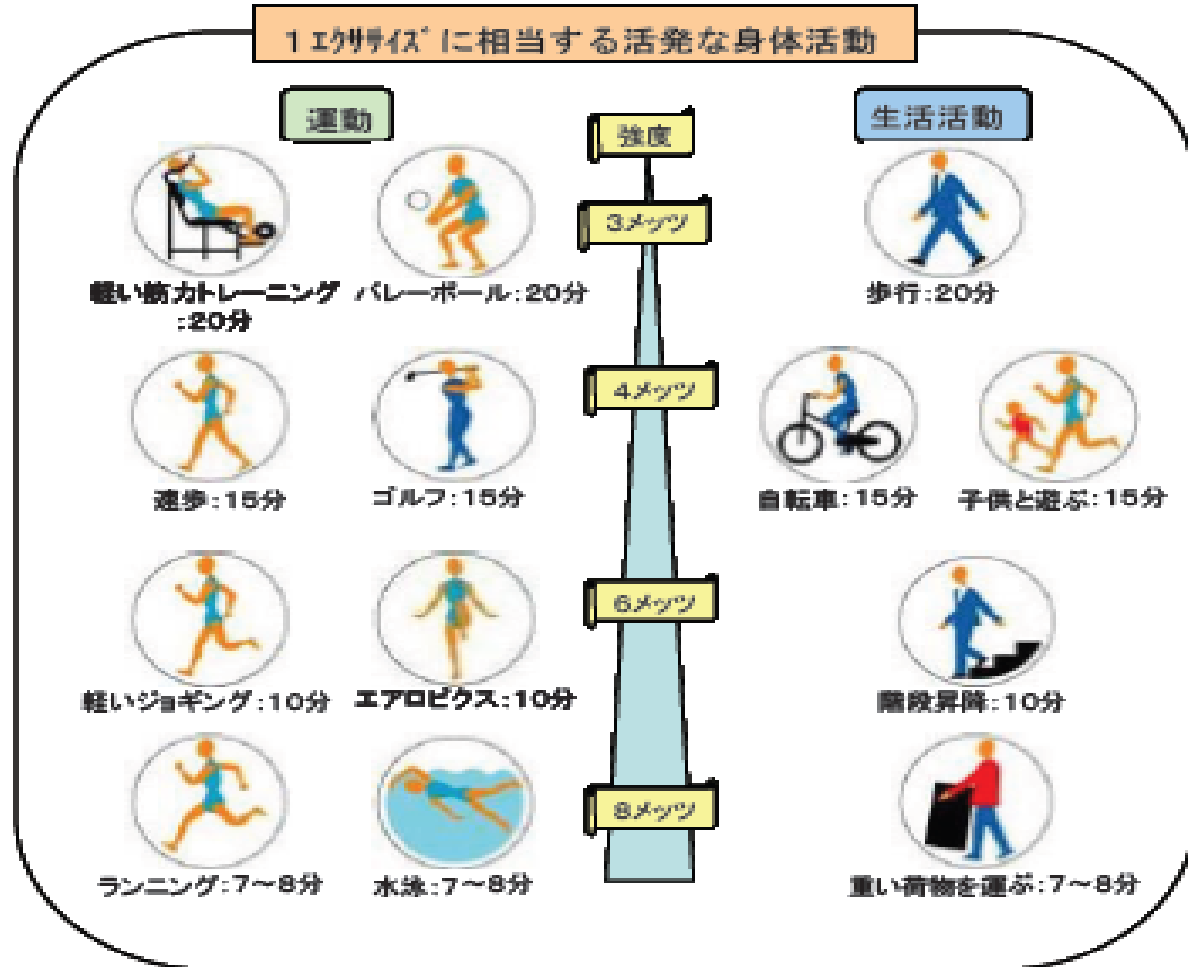 1 ｴｸｻｻｲｽﾞに相当する活発な身体活動
運動
強度
生活活動
3メッツ
軽い筋力トレーニング
:20分
バレーボール:20分
歩行:20分
4メッツ
速歩:15分
ゴルフ:15分
自転車:15分
子供と遊ぶ:15分
6メッツ
軽いジョギング:10分
エアロビクス:10分
階段昇降:10分
8メッツ
ランニング:7～8分
水泳:7～8分
重い荷物を運ぶ:7～8分